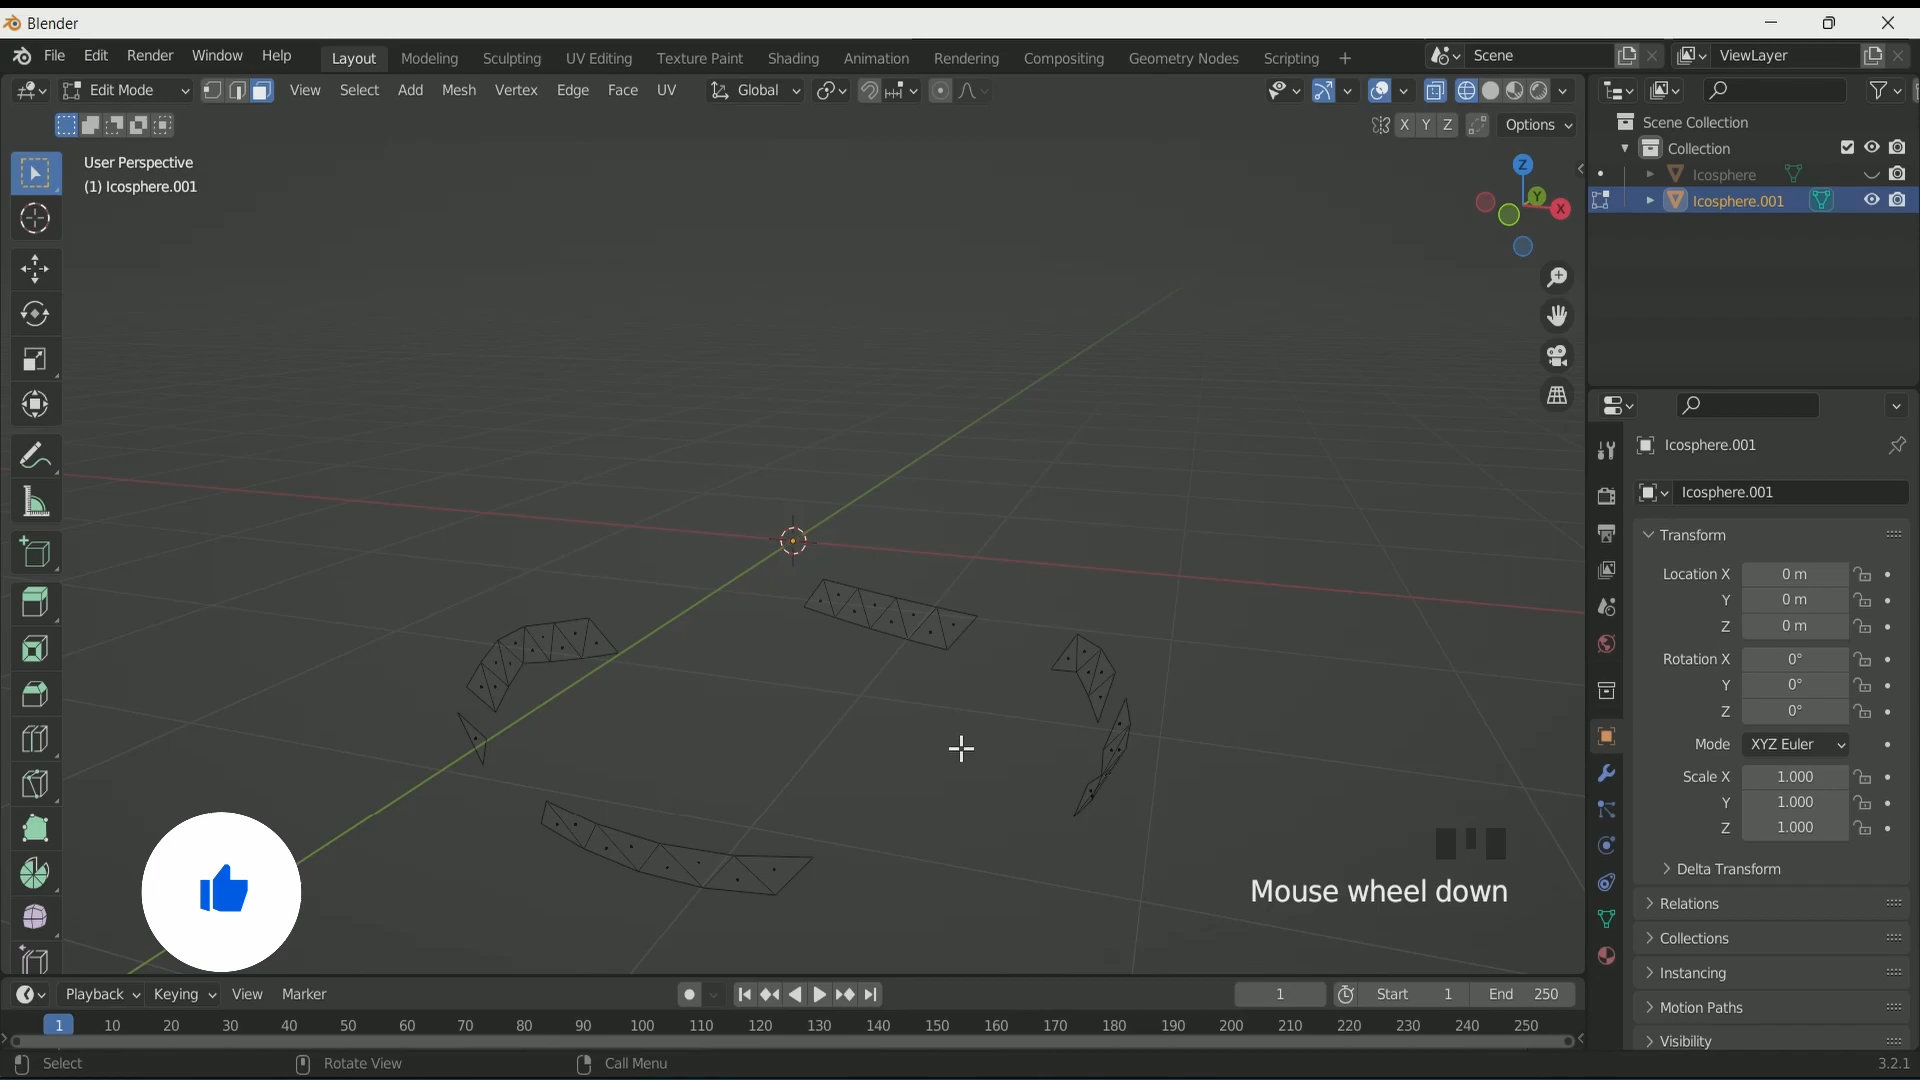 Blender
File Edit Render Window Help Layout Modeling Sculpting UV Editing Texture Paint Shading Animation Rendering Compositing Geometry Nodes Scripting + Scene ViewLayer
Edit Mode View Select Add Mesh Vertex Edge Face UV Global
X Y Z Options
User Perspective
(1) Icosphere.001
Z
Y
X
Scene Collection
Collection
Icosphere
Icosphere.001
Icosphere.001
Icosphere.001
Transform
Location X 0 m
Y 0 m
Z 0 m
Rotation X 0°
Y 0°
Z 0°
Mode XYZ Euler
Scale X 1.000
Y 1.000
Z 1.000
Delta Transform
Relations
Collections
Instancing
Motion Paths
Visibility
Mouse wheel down
Playback Keying View Marker 1 Start 1 End 250
1 10 20 30 40 50 60 70 80 90 100 110 120 130 140 150 160 170 180 190 200 210 220 230 240 250
Select Rotate View Call Menu 3.2.1